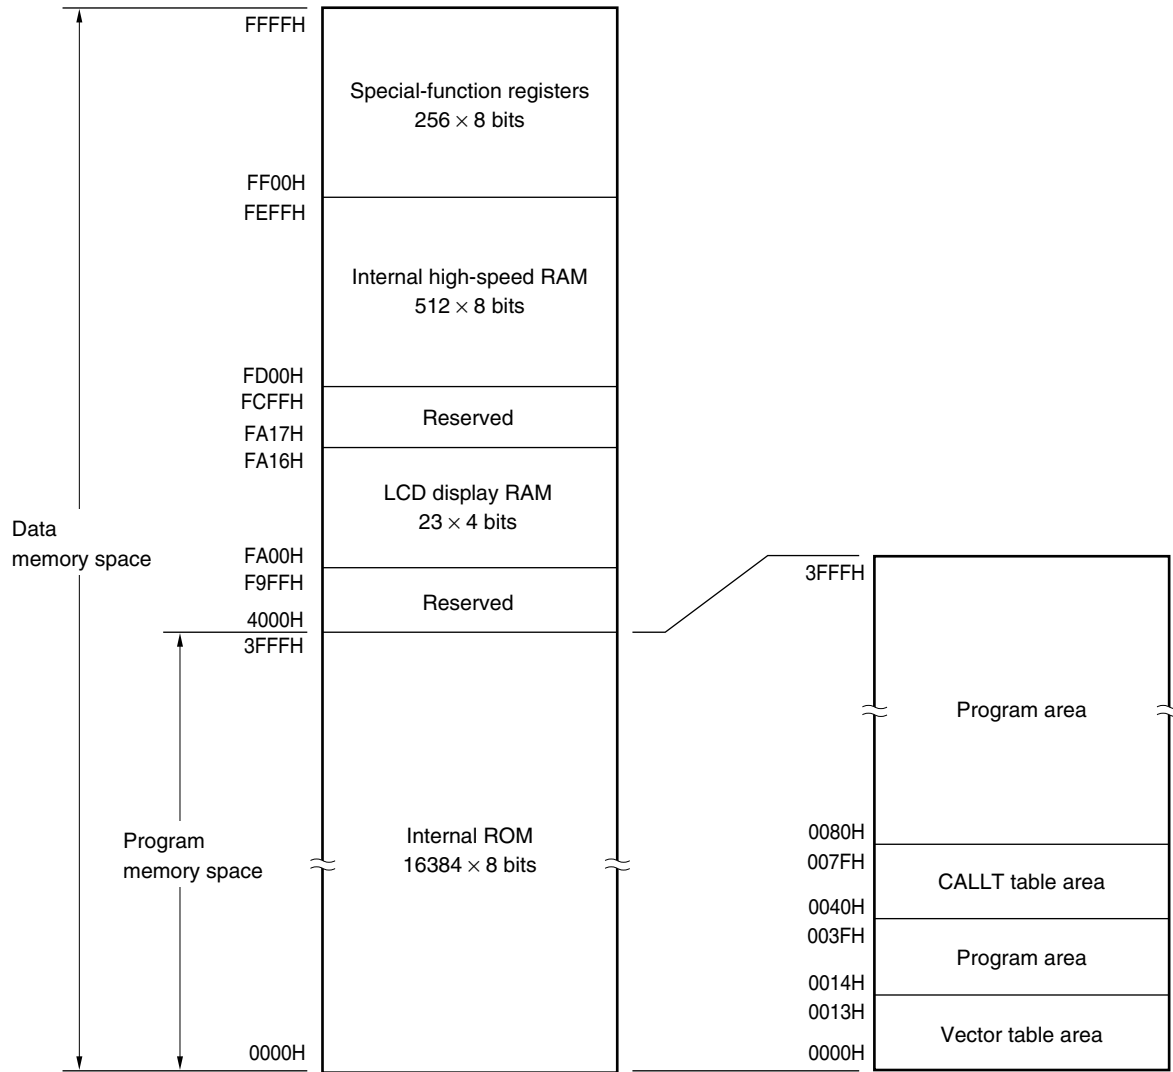 FFFFH
Special-function registers
256 × 8 bits
FF00H
FEFFH
Internal high-speed RAM
512 × 8 bits
FD00H
FCFFH
Reserved
FA17H
FA16H
LCD display RAM
23 × 4 bits
Data
memory space
FA00H
F9FFH
Reserved
4000H
3FFFH
Program
memory space
Internal ROM
16384 × 8 bits
0000H
3FFFH
Program area
0080H
007FH
CALLT table area
0040H
003FH
Program area
0014H
0013H
Vector table area
0000H